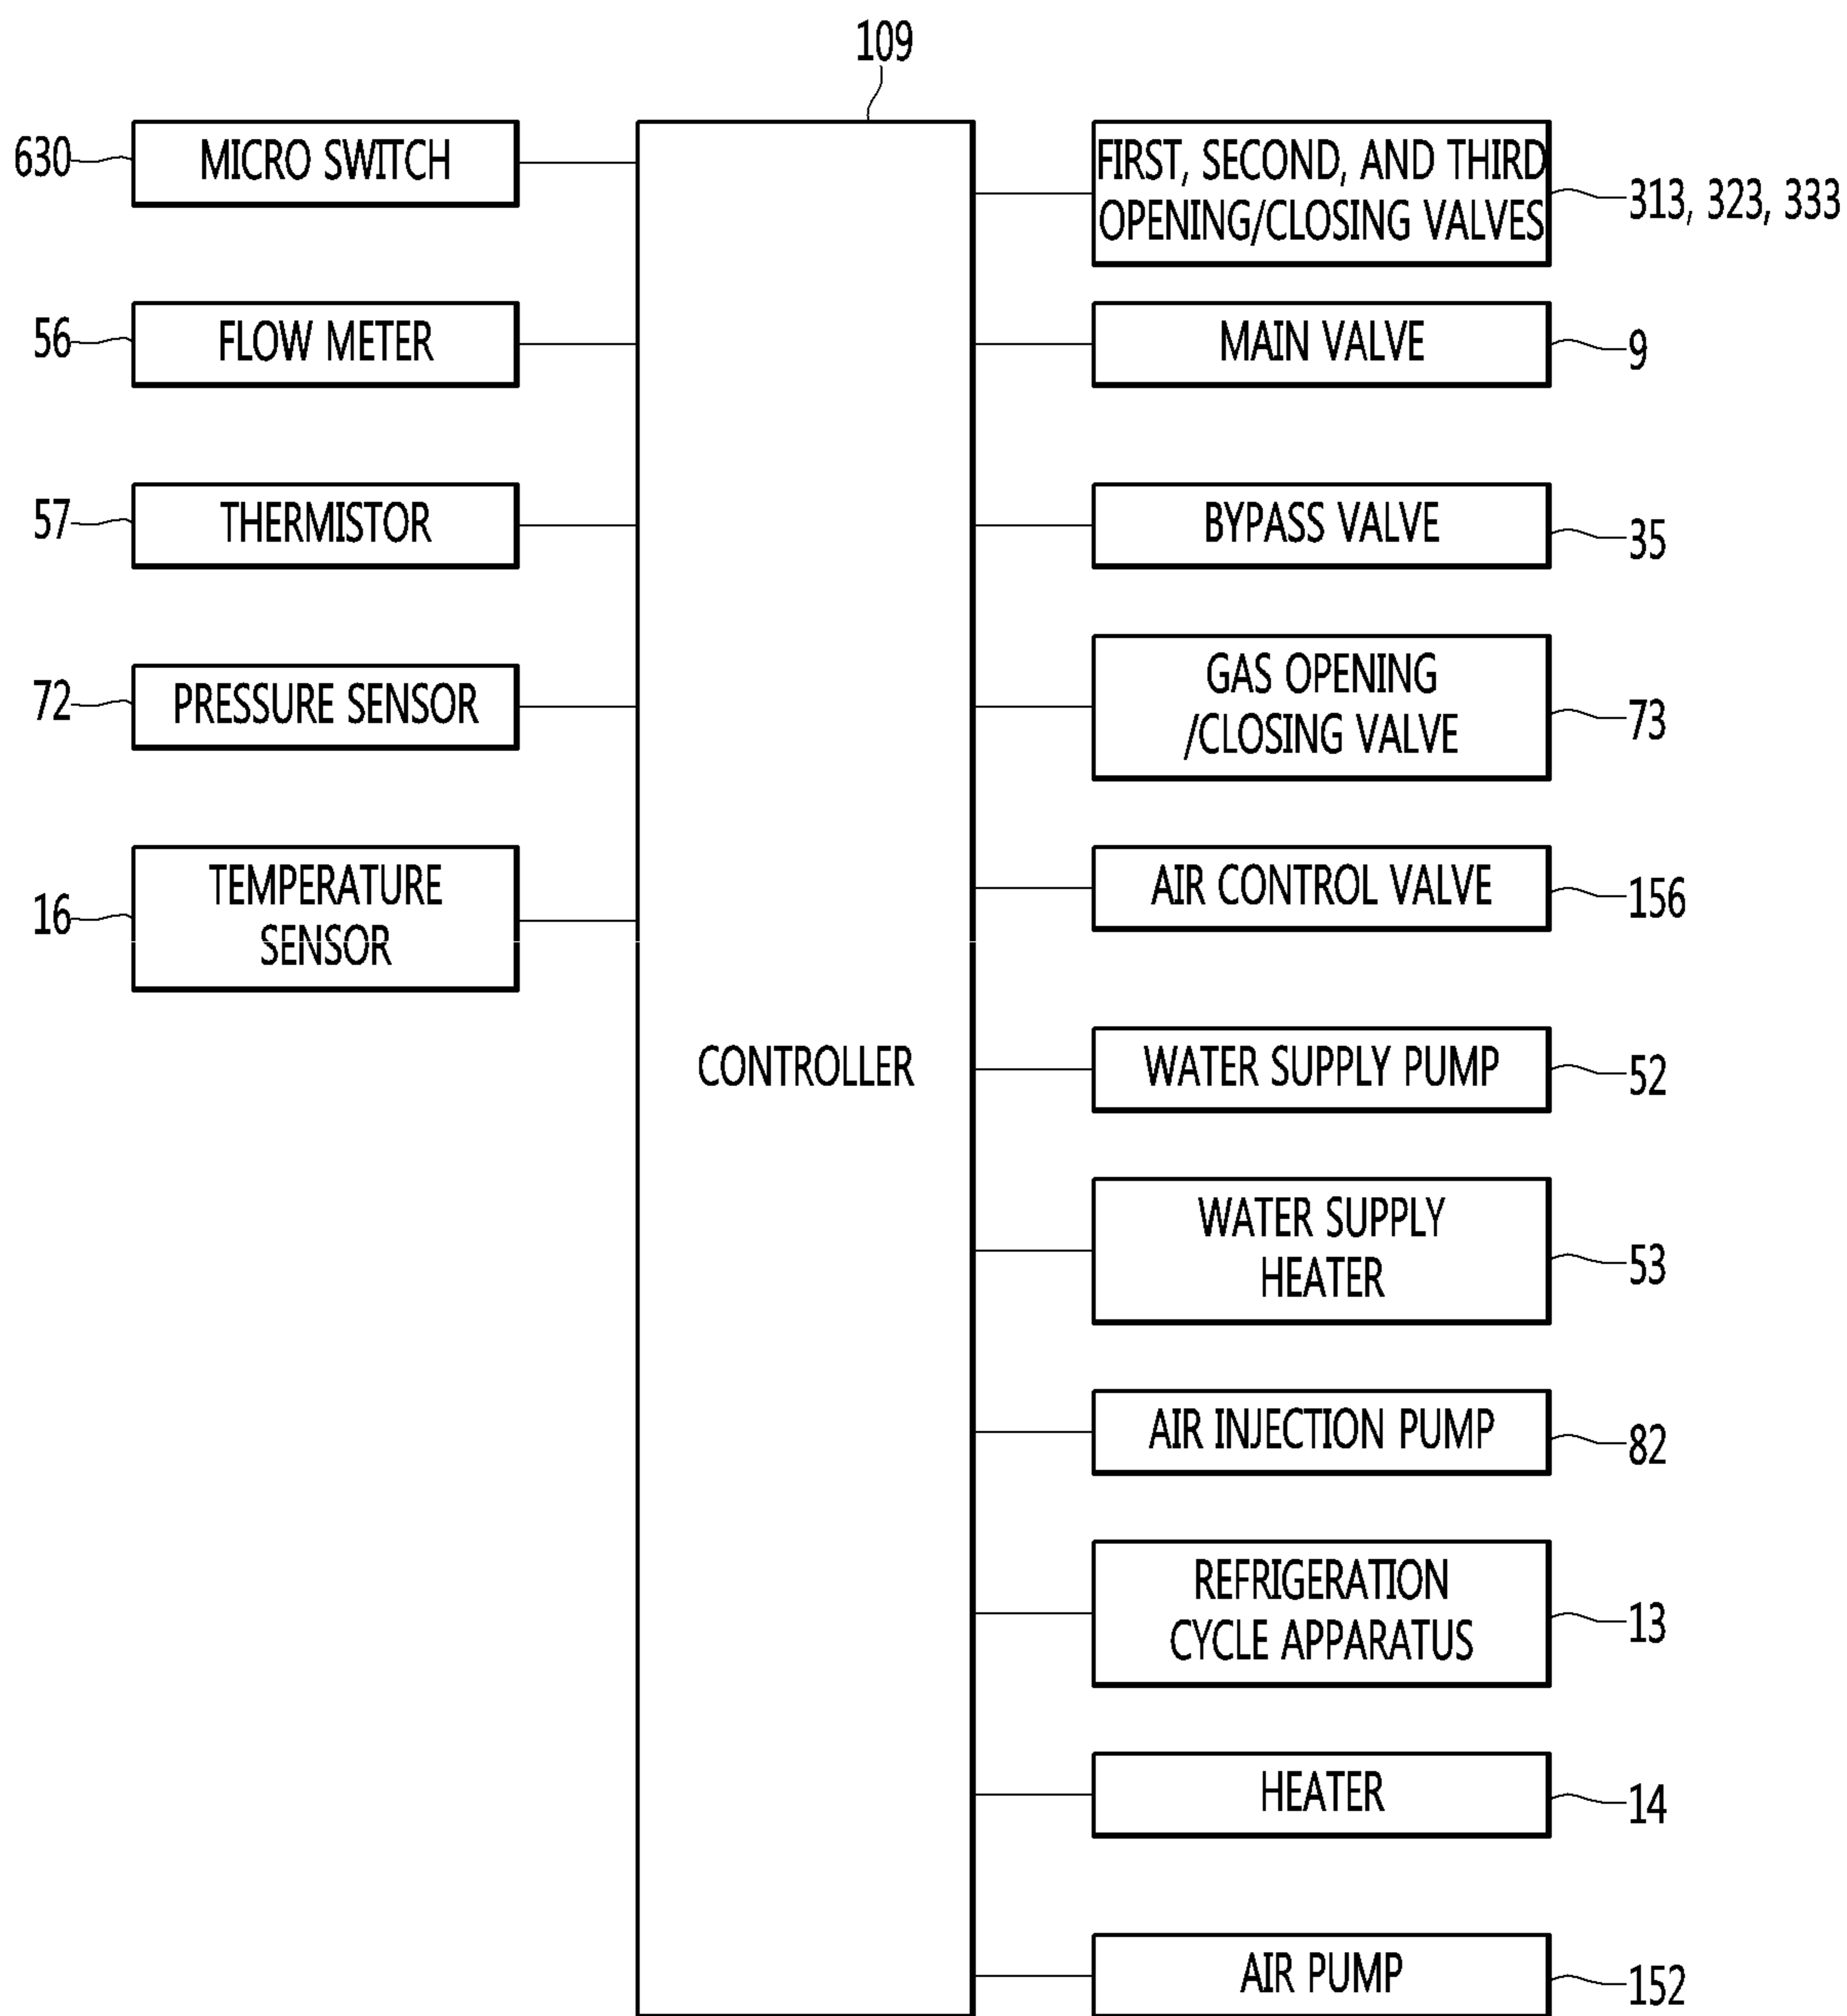 109
630
MICRO SWITCH
56
FLOW METER
57
THERMISTOR
72
PRESSURE SENSOR
16
TEMPERATURE
SENSOR
CONTROLLER
FIRST, SECOND, AND THIRD
OPENING/CLOSING VALVES
313, 323, 333
MAIN VALVE
9
BYPASS VALVE
35
GAS OPENING
/CLOSING VALVE
73
AIR CONTROL VALVE
156
WATER SUPPLY PUMP
52
WATER SUPPLY
HEATER
53
AIR INJECTION PUMP
82
REFRIGERATION
CYCLE APPARATUS
13
HEATER
14
AIR PUMP
152